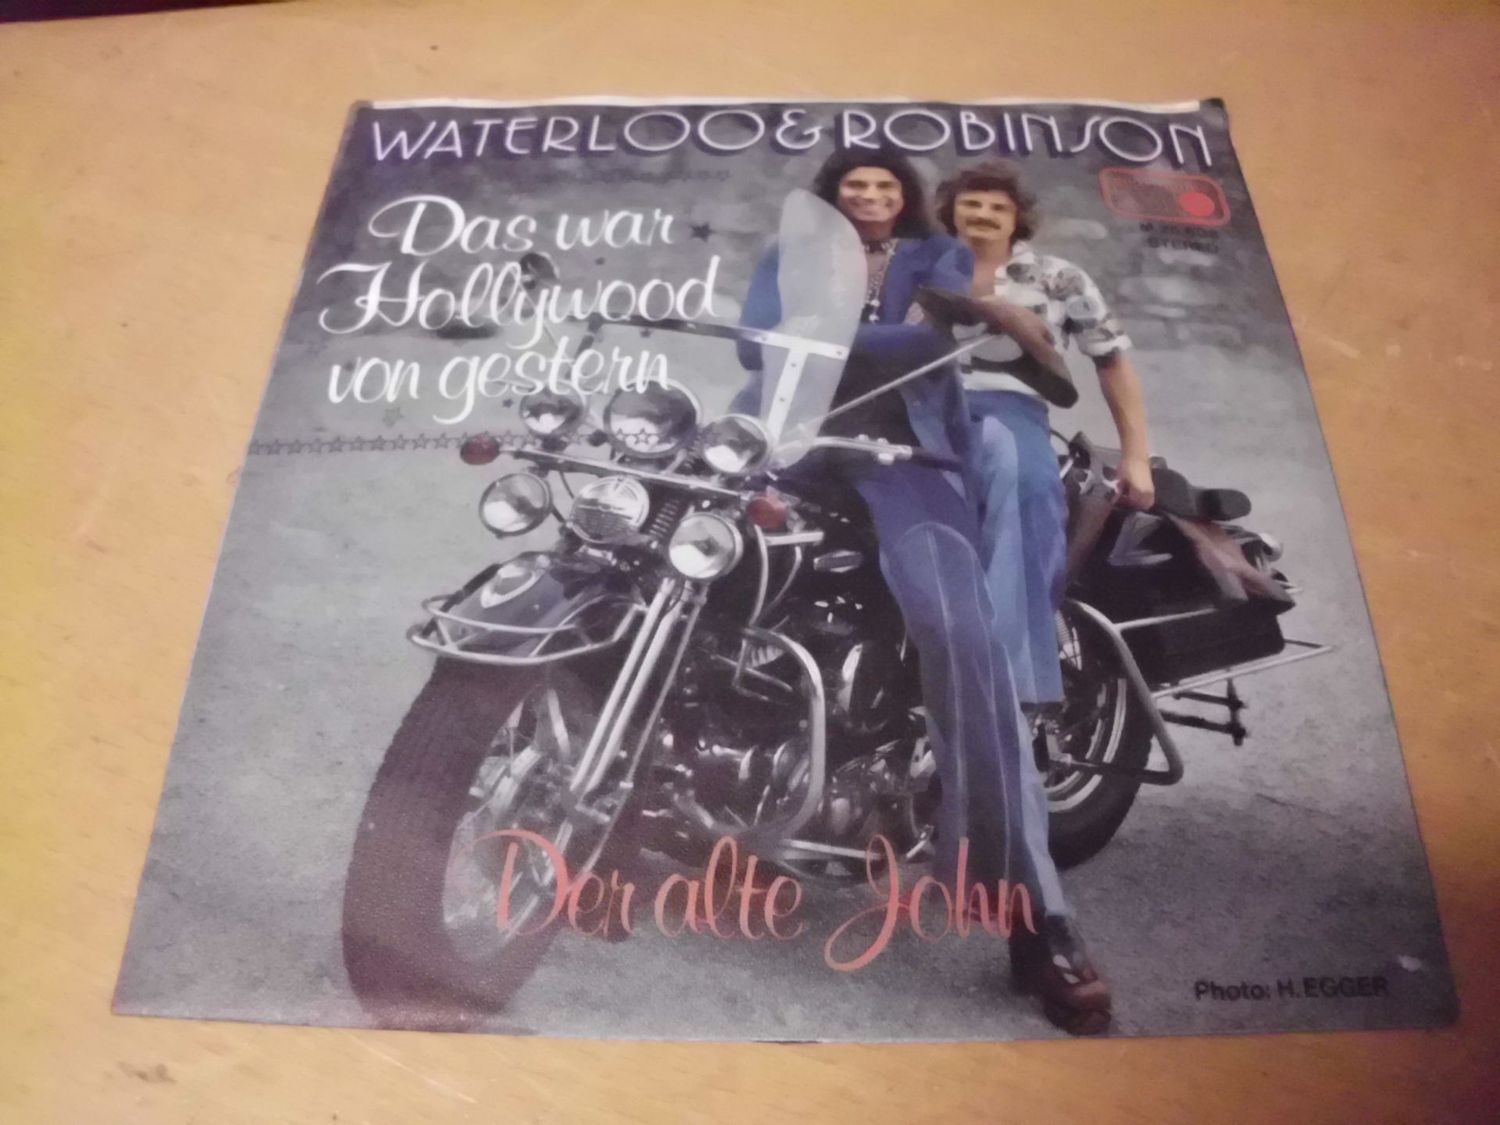 WATERLOO & ROBINSON
Das war
Hollywood
von gestern
STEREO
Der alte John
Photo: H. EGGER